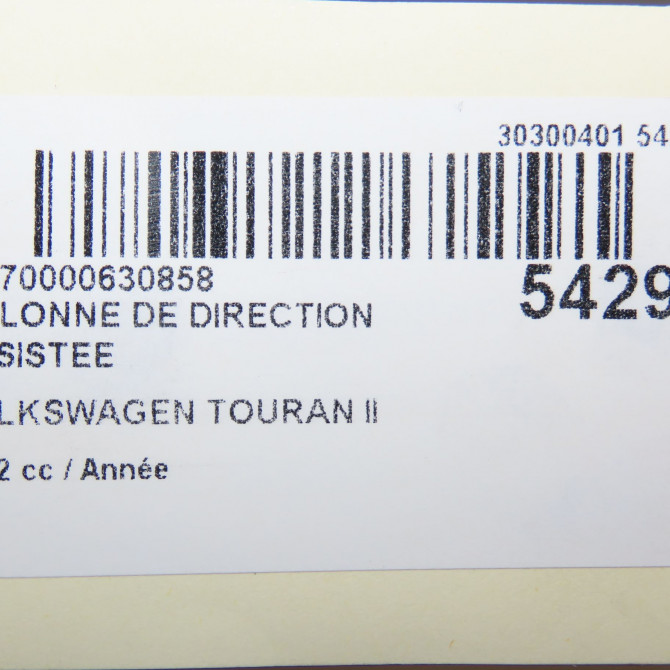 30300401 54
70000630858
5429
LONNE DE DIRECTION
SISTEE
LKSWAGEN TOURAN II
2 cc / Année